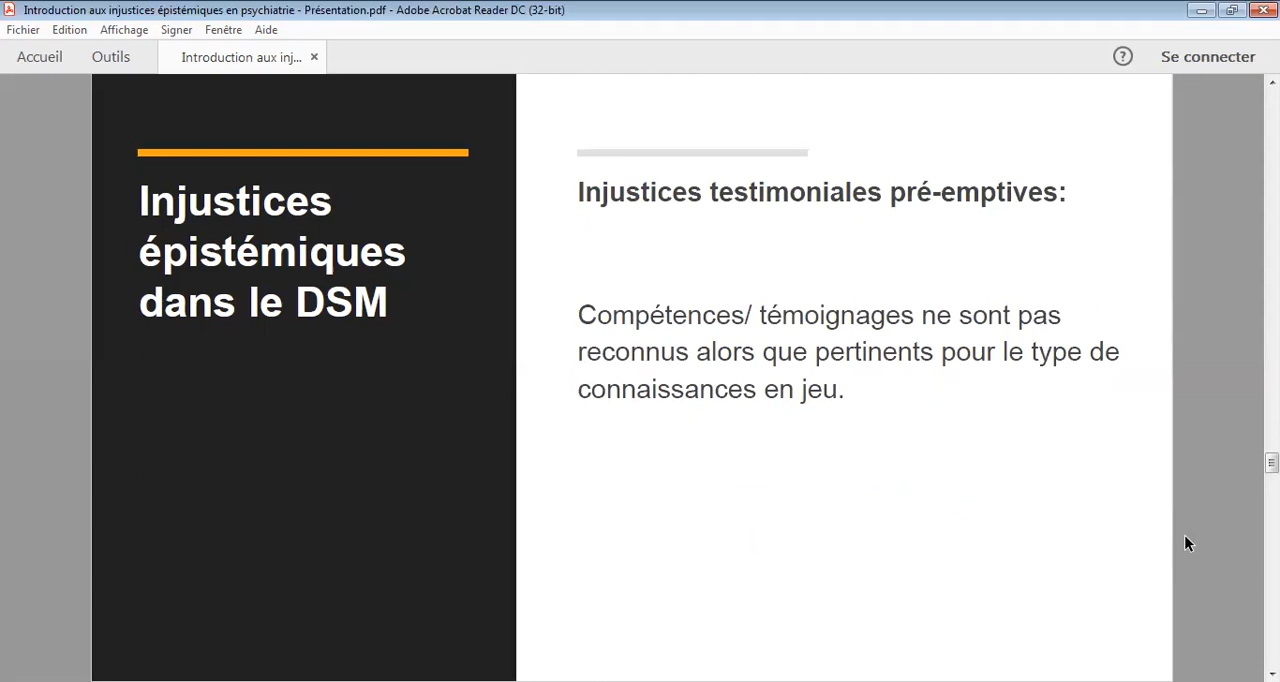 Introduction aux injustices épistémiques en psychiatrie - Présentation.pdf - Adobe Acrobat Reader DC (32-bit)
Fichier Edition Affichage Signer Fenêtre Aide
Accueil Outils Introduction aux inj... × ? Se connecter
Injustices
épistémiques
dans le DSM
Injustices testimoniales pré-emptives:
Compétences/ témoignages ne sont pas
reconnus alors que pertinents pour le type de
connaissances en jeu.